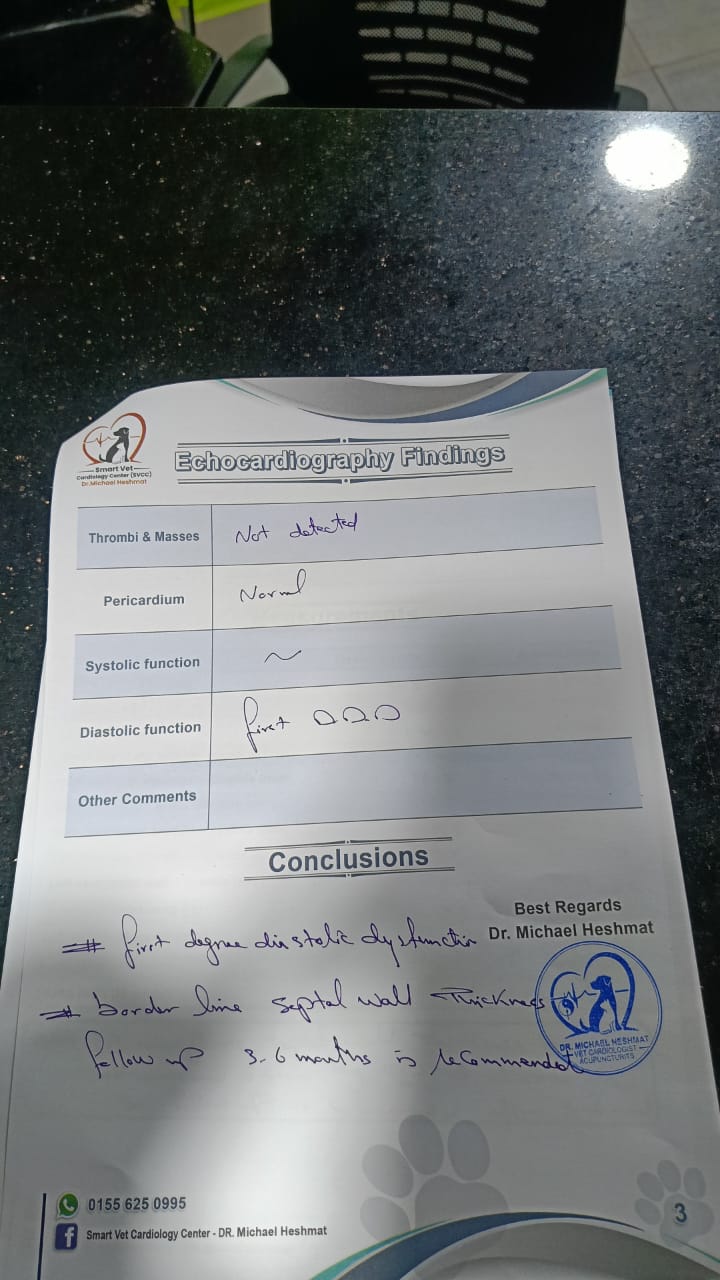 Smart Vet
Cardiology Center (SVCC)
Dr.Michael Heshmat
Echocardiography Findings
Thrombi & Masses
Not detected
Pericardium
Normal
Systolic function
~
Diastolic function
first
Other Comments
Conclusions
Best Regards
Dr. Michael Heshmat
# first degree diastolic dysfunction
# border line septal wall thickness
follow up 3-6 months is recommended
DR. MICHAEL HESHMAT
VET CARDIOLOGIST
ACUPUNCTURITS
0155 625 0995
Smart Vet Cardiology Center - DR. Michael Heshmat
3